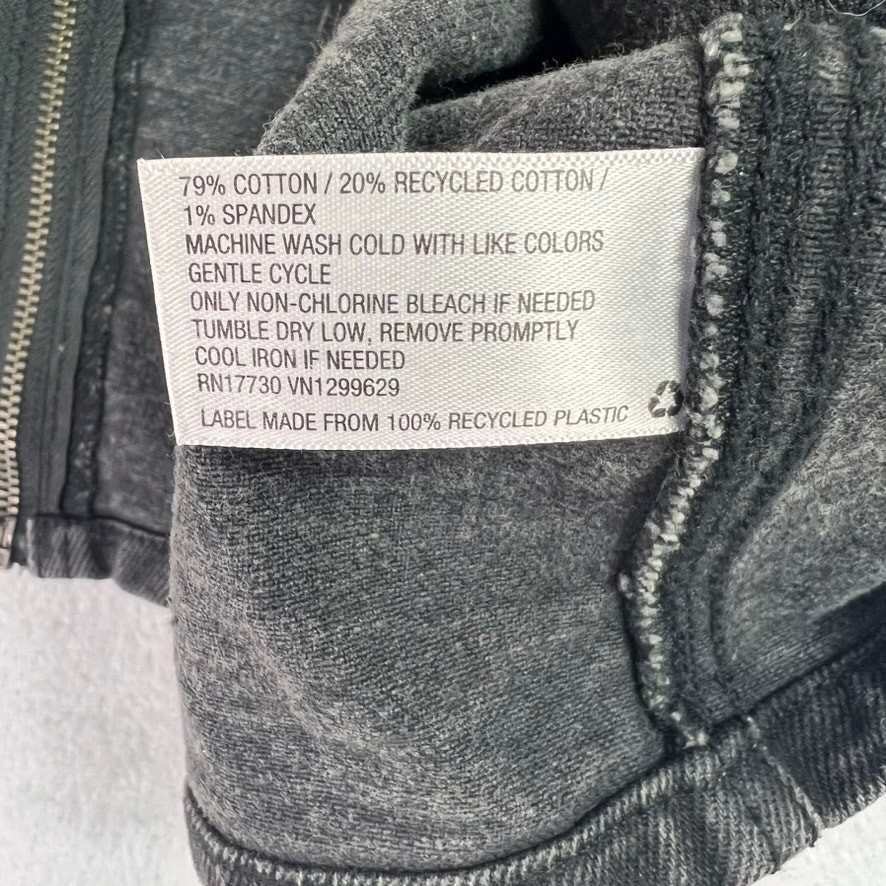 79% COTTON / 20% RECYCLED COTTON /
1% SPANDEX
MACHINE WASH COLD WITH LIKE COLORS
GENTLE CYCLE
ONLY NON-CHLORINE BLEACH IF NEEDED
TUMBLE DRY LOW, REMOVE PROMPTLY
COOL IRON IF NEEDED
RN17730 VN1299629
LABEL MADE FROM 100% RECYCLED PLASTIC